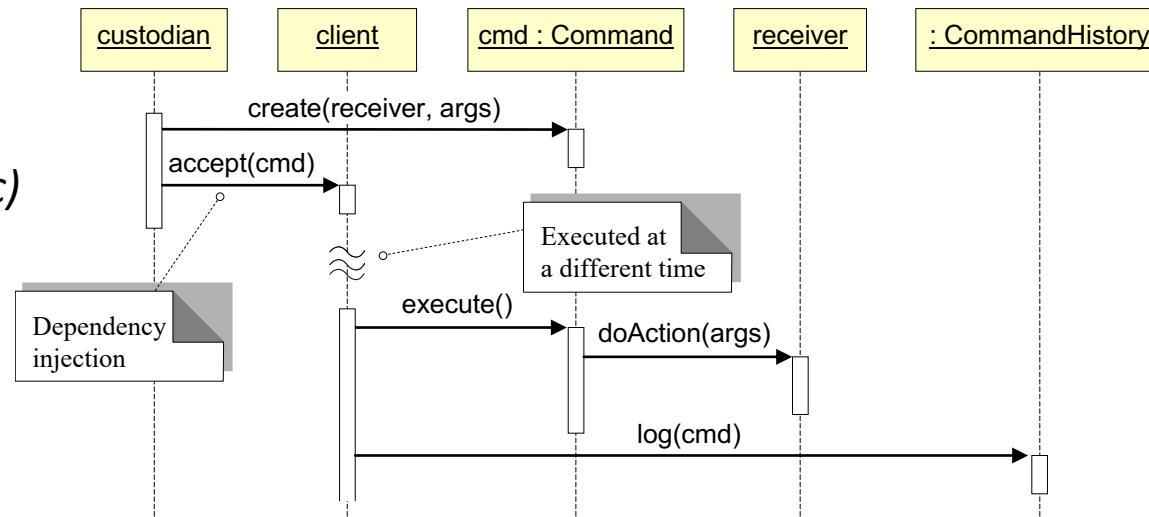 custodian
client
cmd : Command
receiver
: CommandHistory
create(receiver, args)
accept(cmd)
c)
Executed at
a different time
Dependency
injection
execute()
doAction(args)
log(cmd)